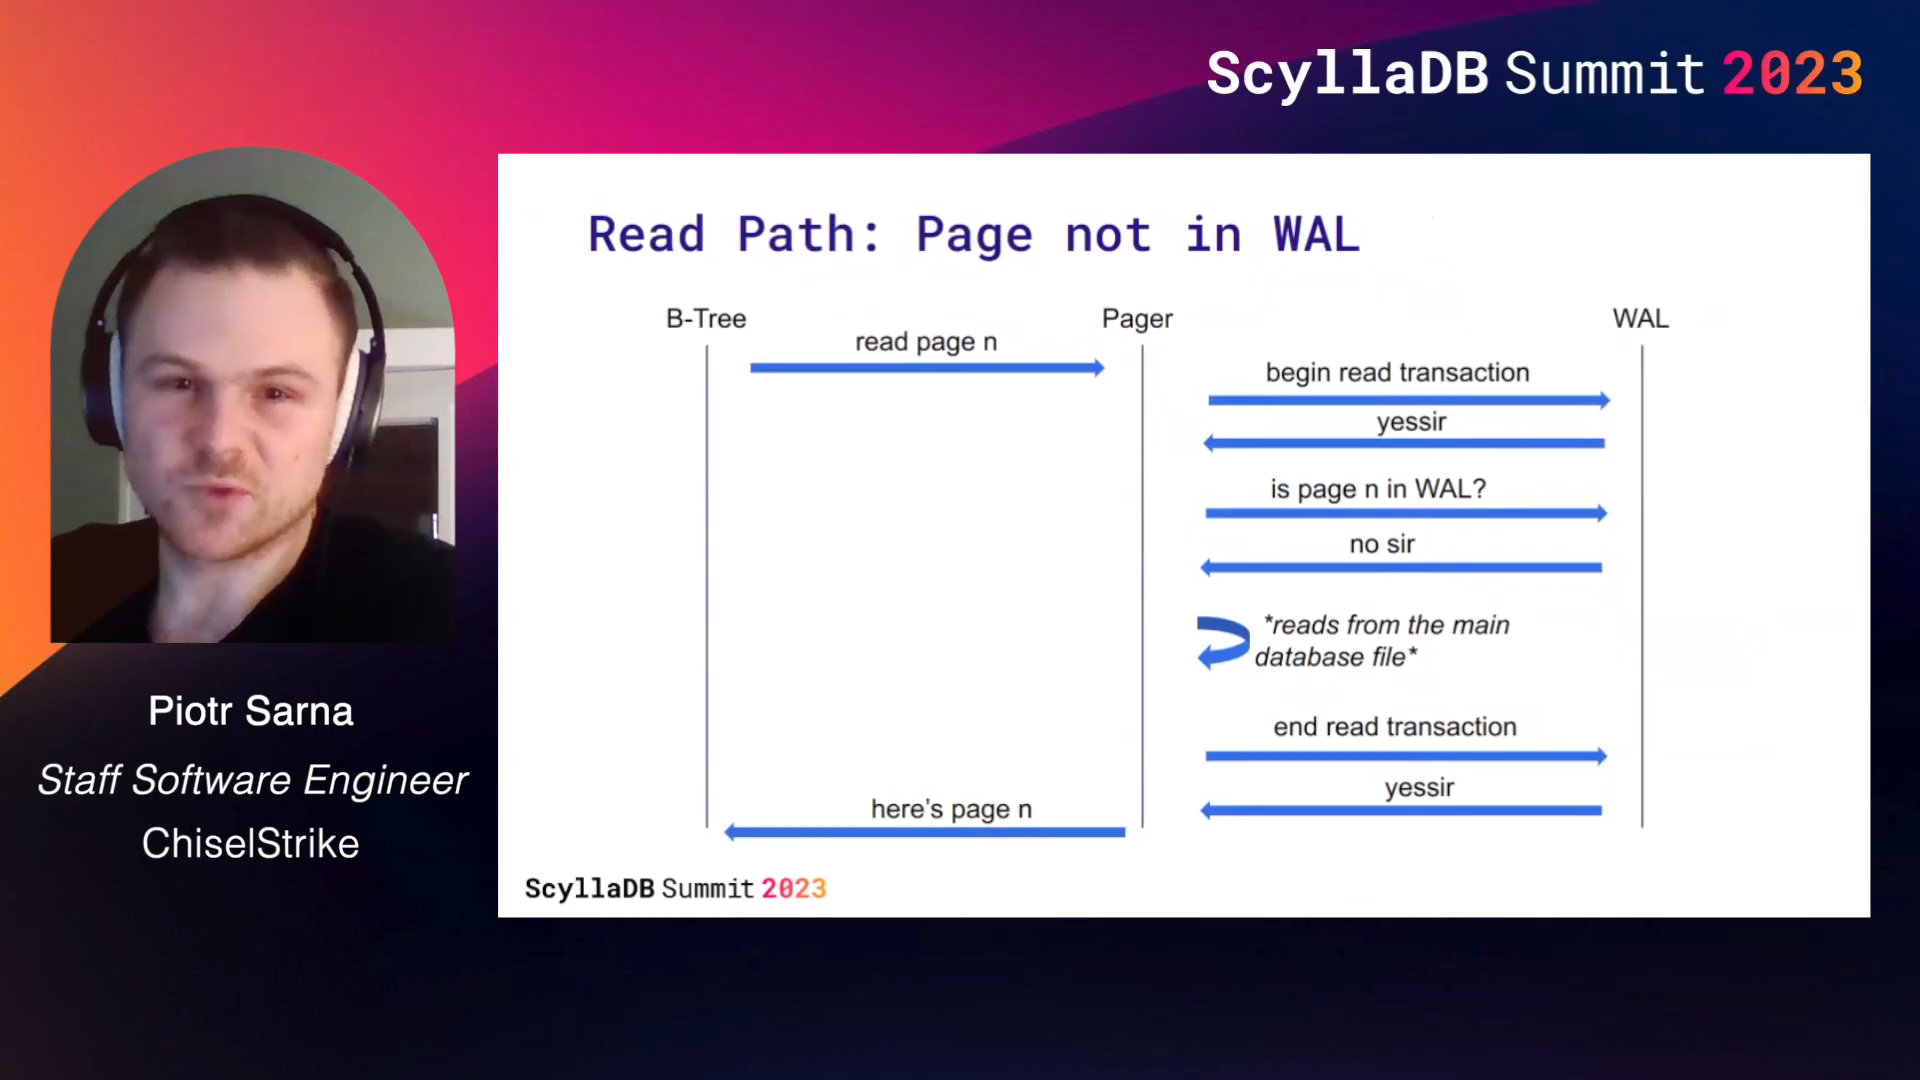 ScyllaDB Summit 2023
Read Path: Page not in WAL
B-Tree
Pager
WAL
read page n
begin read transaction
yessir
is page n in WAL?
no sir
*reads from the main
database file*
end read transaction
yessir
here's page n
ScyllaDB Summit 2023
Piotr Sarna
Staff Software Engineer
ChiselStrike